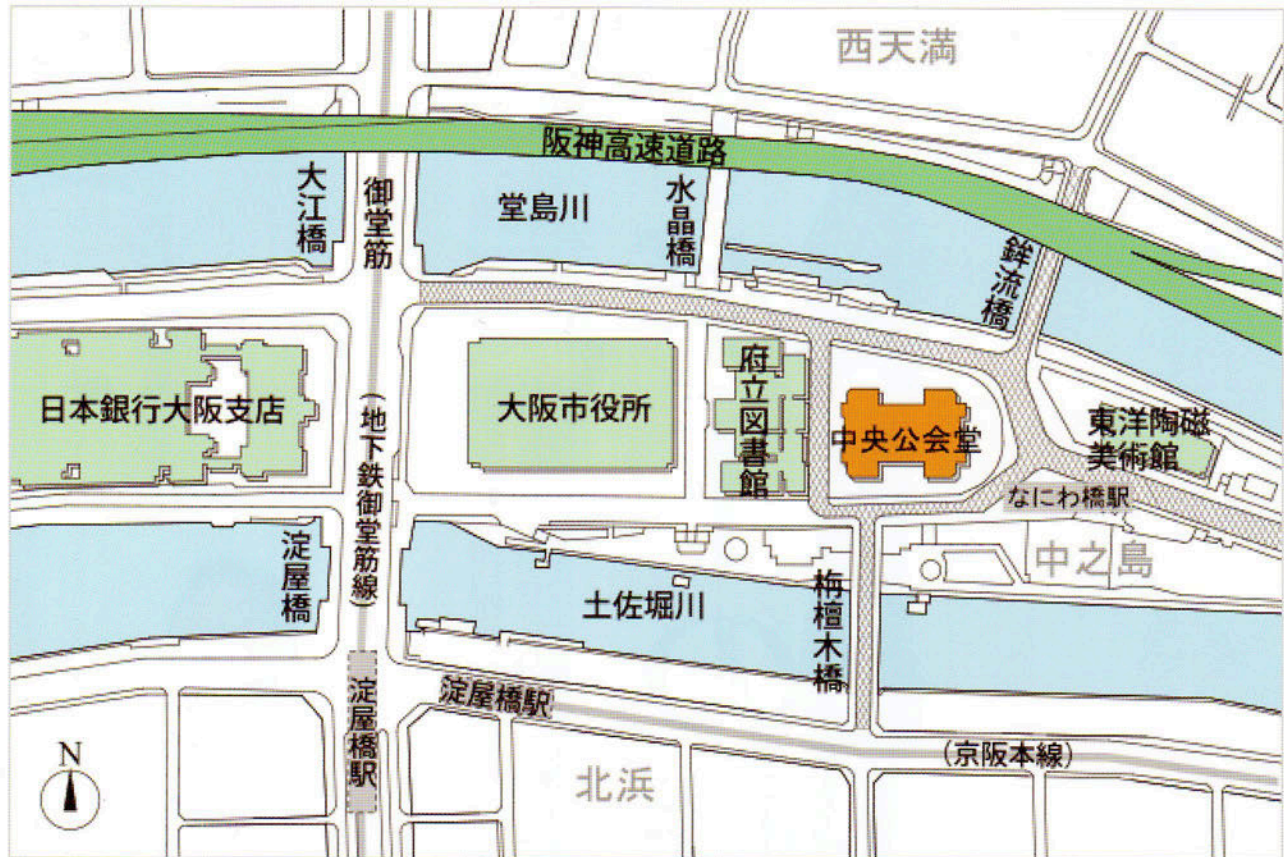 西天満
阪神高速道路
大江橋
御堂筋
堂島川
水晶橋
鉾流橋
日本銀行大阪支店
(地下鉄御堂筋線)
大阪市役所
府立図書館
中央公会堂
東洋陶磁
美術館
なにわ橋駅
中之島
淀屋橋
土佐堀川
栴檀木橋
淀屋橋駅
淀屋橋駅
(京阪本線)
北浜
N